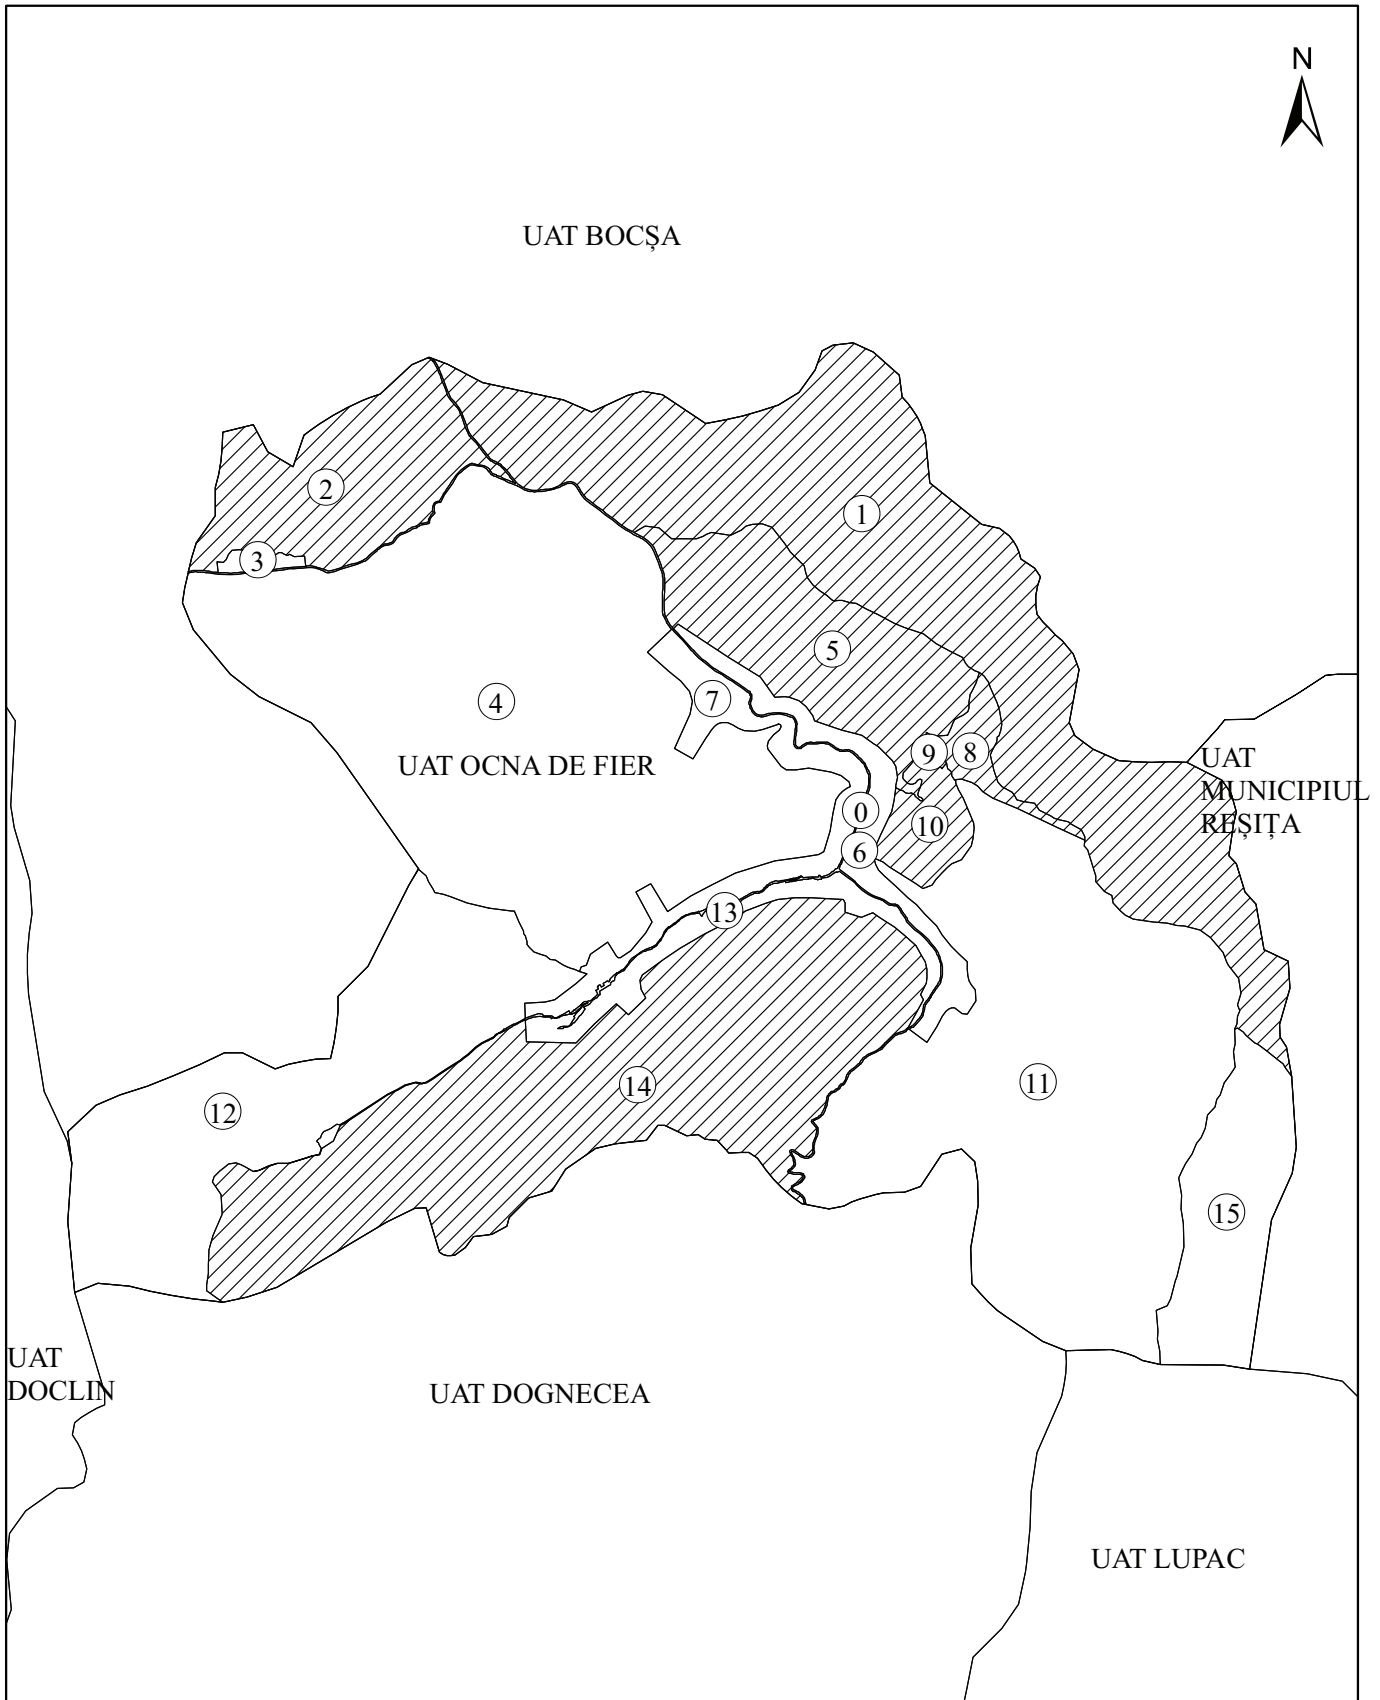 N
UAT BOCȘA
2
1
3
5
4
7
UAT OCNA DE FIER
9
8
UAT
MUNICIPIUL
REȘIȚA
0
10
6
13
14
11
12
15
UAT
DOCLIN
UAT DOGNECEA
UAT LUPAC